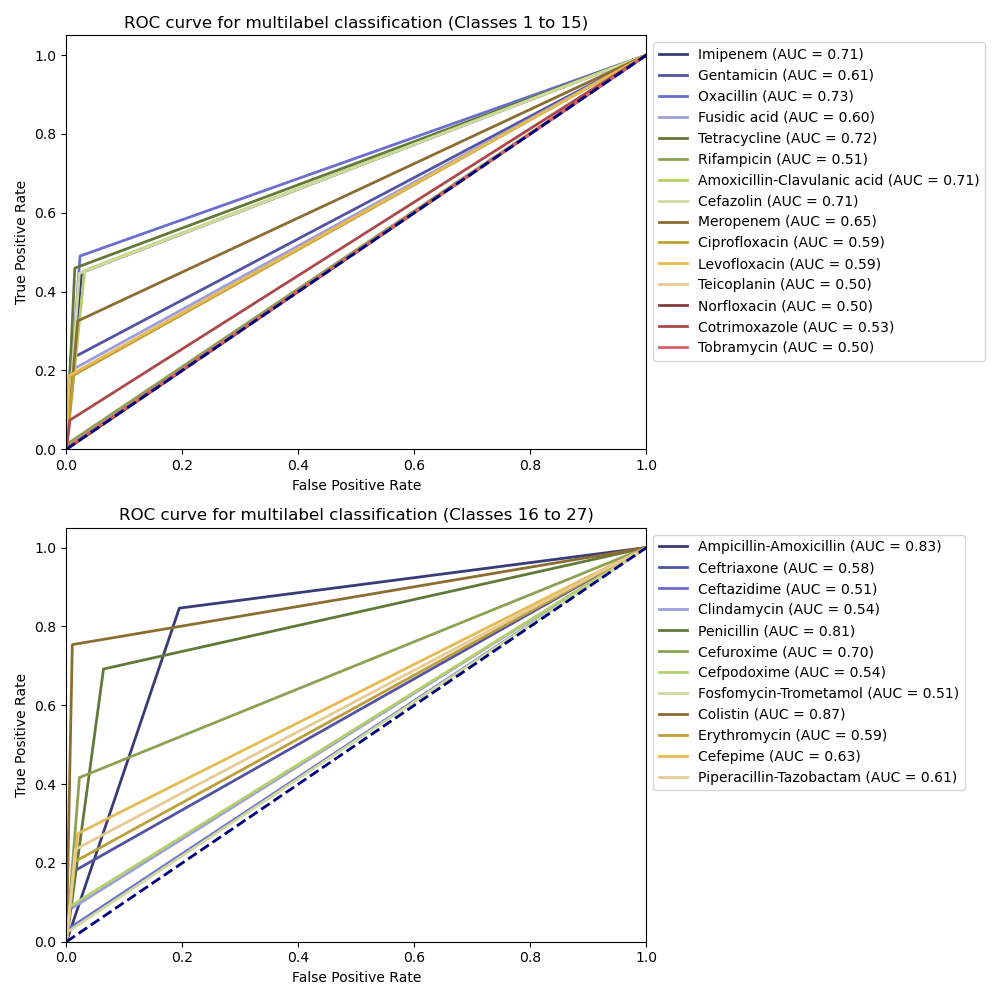 ROC curve for multilabel classification (Classes 1 to 15)
True Positive Rate
1.0
0.8
0.6
0.4
0.2
0.0
0.0 0.2 0.4 0.6 0.8 1.0
False Positive Rate
Imipenem (AUC = 0.71)
Gentamicin (AUC = 0.61)
Oxacillin (AUC = 0.73)
Fusidic acid (AUC = 0.60)
Tetracycline (AUC = 0.72)
Rifampicin (AUC = 0.51)
Amoxicillin-Clavulanic acid (AUC = 0.71)
Cefazolin (AUC = 0.71)
Meropenem (AUC = 0.65)
Ciprofloxacin (AUC = 0.59)
Levofloxacin (AUC = 0.59)
Teicoplanin (AUC = 0.50)
Norfloxacin (AUC = 0.50)
Cotrimoxazole (AUC = 0.53)
Tobramycin (AUC = 0.50)
ROC curve for multilabel classification (Classes 16 to 27)
True Positive Rate
1.0
0.8
0.6
0.4
0.2
0.0
0.0 0.2 0.4 0.6 0.8 1.0
False Positive Rate
Ampicillin-Amoxicillin (AUC = 0.83)
Ceftriaxone (AUC = 0.58)
Ceftazidime (AUC = 0.51)
Clindamycin (AUC = 0.54)
Penicillin (AUC = 0.81)
Cefuroxime (AUC = 0.70)
Cefpodoxime (AUC = 0.54)
Fosfomycin-Trometamol (AUC = 0.51)
Colistin (AUC = 0.87)
Erythromycin (AUC = 0.59)
Cefepime (AUC = 0.63)
Piperacillin-Tazobactam (AUC = 0.61)